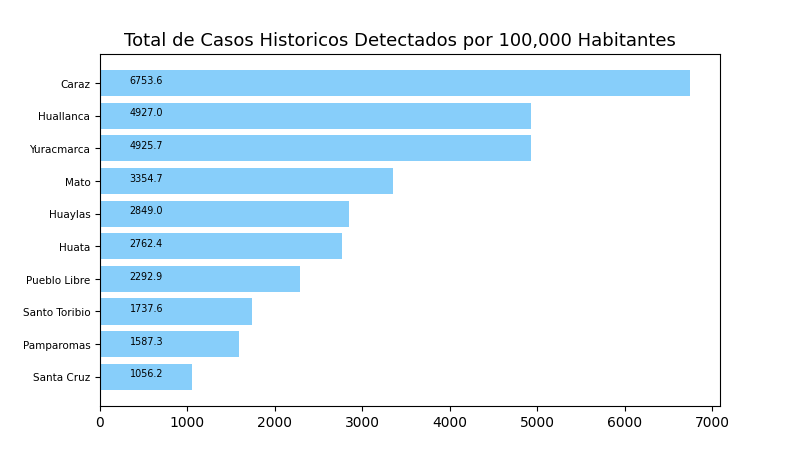 Total de Casos Historicos Detectados por 100,000 Habitantes
Caraz 6753.6
Huallanca 4927.0
Yuracmarca 4925.7
Mato 3354.7
Huaylas 2849.0
Huata 2762.4
Pueblo Libre 2292.9
Santo Toribio 1737.6
Pamparomas 1587.3
Santa Cruz 1056.2
0 1000 2000 3000 4000 5000 6000 7000